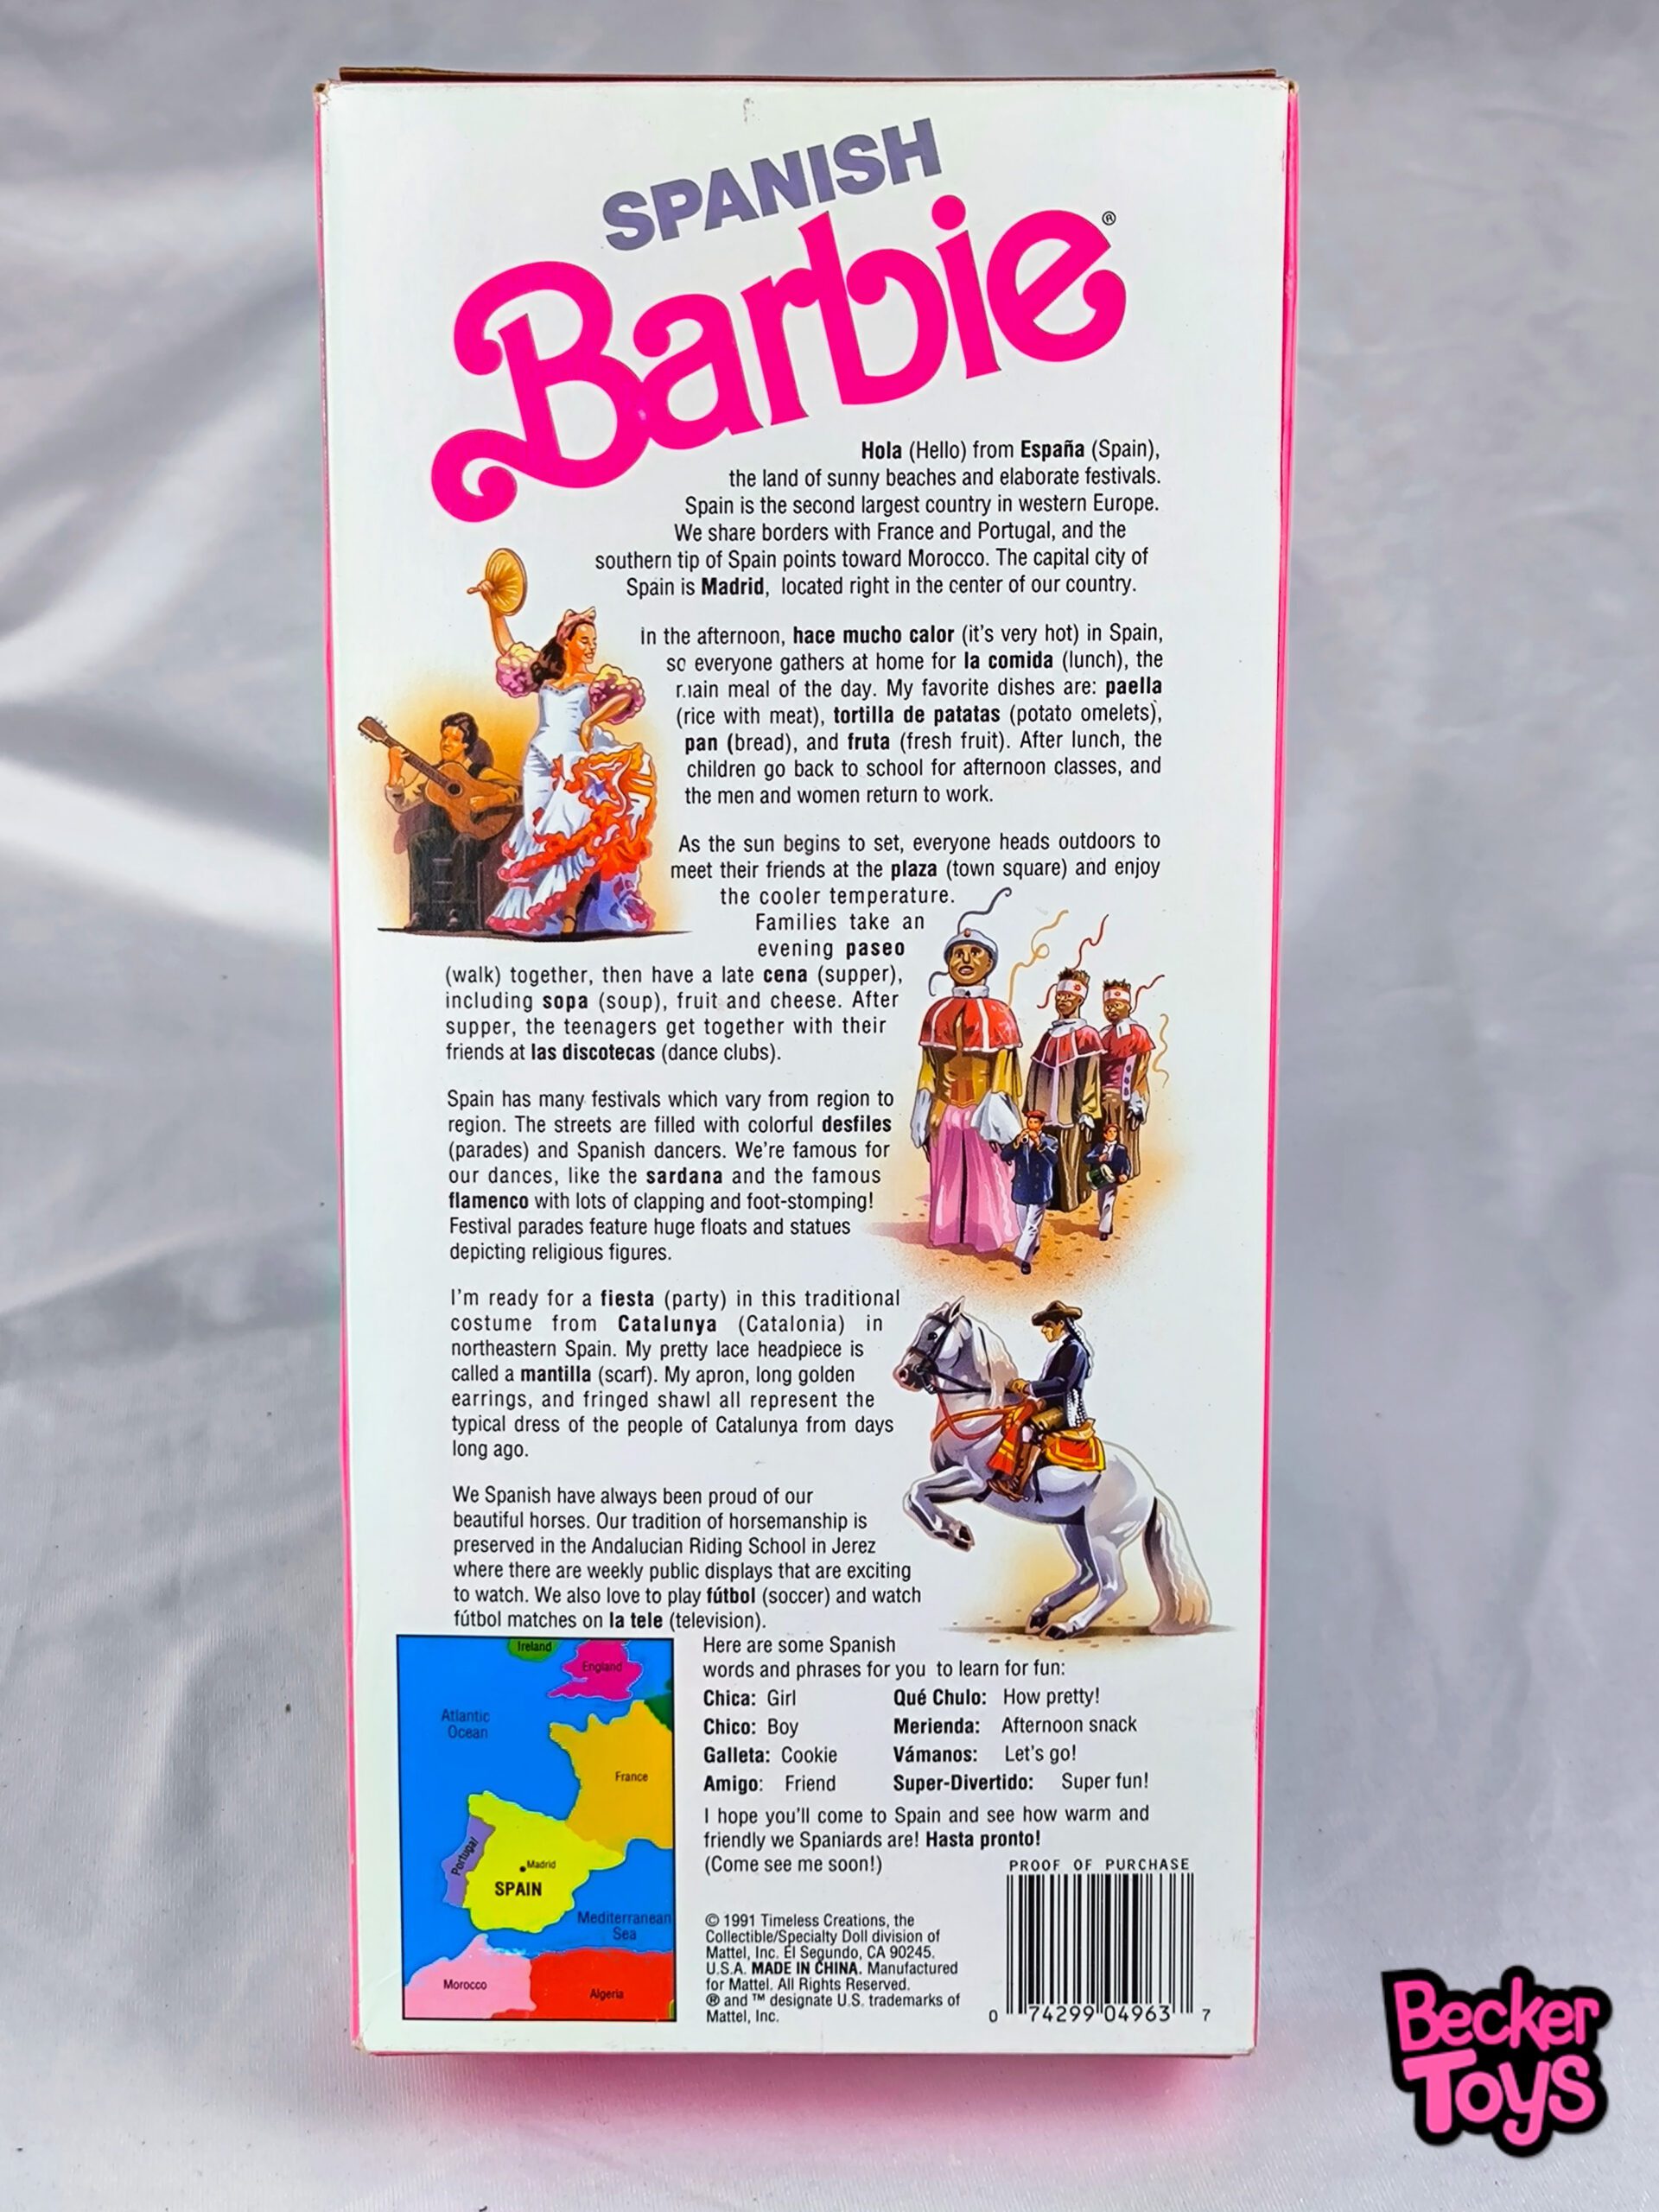 SPANISH
Barbie®
Hola (Hello) from España (Spain),
the land of sunny beaches and elaborate festivals.
Spain is the second largest country in western Europe.
We share borders with France and Portugal, and the
southern tip of Spain points toward Morocco. The capital city of
Spain is Madrid, located right in the center of our country.
In the afternoon, hace mucho calor (it's very hot) in Spain,
so everyone gathers at home for la comida (lunch), the
main meal of the day. My favorite dishes are: paella
(rice with meat), tortilla de patatas (potato omelets),
pan (bread), and fruta (fresh fruit). After lunch, the
children go back to school for afternoon classes, and
the men and women return to work.
As the sun begins to set, everyone heads outdoors to
meet their friends at the plaza (town square) and enjoy
the cooler temperature.
Families take an
evening paseo
(walk) together, then have a late cena (supper),
including sopa (soup), fruit and cheese. After
supper, the teenagers get together with their
friends at las discotecas (dance clubs).
Spain has many festivals which vary from region to
region. The streets are filled with colorful desfiles
(parades) and Spanish dancers. We're famous for
our dances, like the sardana and the famous
flamenco with lots of clapping and foot-stomping!
Festival parades feature huge floats and statues
depicting religious figures.
I'm ready for a fiesta (party) in this traditional
costume from Catalunya (Catalonia) in
northeastern Spain. My pretty lace headpiece is
called a mantilla (scarf). My apron, long golden
earrings, and fringed shawl all represent the
typical dress of the people of Catalunya from days
long ago.
We Spanish have always been proud of our
beautiful horses. Our tradition of horsemanship is
preserved in the Andalucian Riding School in Jerez
where there are weekly public displays that are exciting
to watch. We also love to play fútbol (soccer) and watch
fútbol matches on la tele (television).
Here are some Spanish
words and phrases for you to learn for fun:
Chica: Girl Qué Chulo: How pretty!
Chico: Boy Merienda: Afternoon snack
Galleta: Cookie Vámanos: Let's go!
Amigo: Friend Super-Divertido: Super fun!
I hope you'll come to Spain and see how warm and
friendly we Spaniards are! Hasta pronto!
(Come see me soon!)
Ireland
England
Atlantic
Ocean
France
Portugal
Madrid
SPAIN
Mediterranean
Sea
Morocco
Algeria
© 1991 Timeless Creations, the
Collectible/Specialty Doll division of
Mattel, Inc. El Segundo, CA 90245.
U.S.A. MADE IN CHINA. Manufactured
for Mattel. All Rights Reserved.
® and ™ designate U.S. trademarks of
Mattel, Inc.
PROOF OF PURCHASE
0 74299 04963 7
Becker
Toys